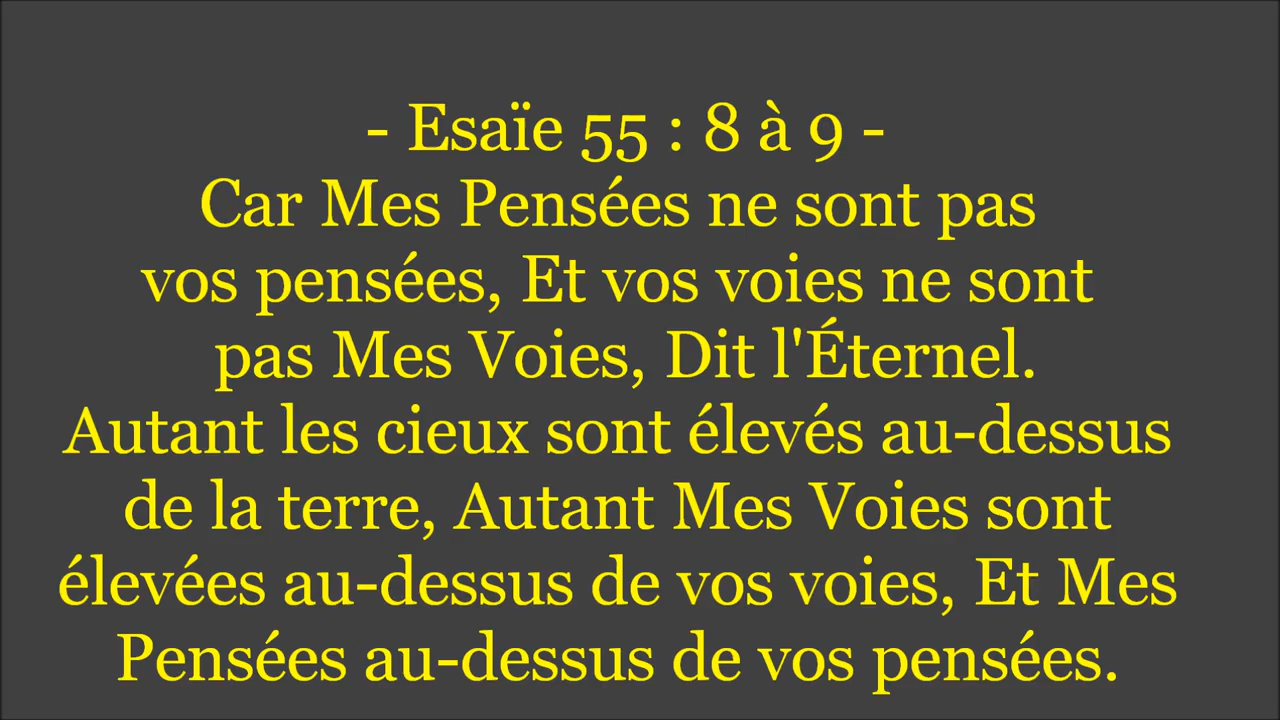 - Esaïe 55 : 8 à 9 -
Car Mes Pensées ne sont pas
vos pensées, Et vos voies ne sont
pas Mes Voies, Dit l'Éternel.
Autant les cieux sont élevés au-dessus
de la terre, Autant Mes Voies sont
élevées au-dessus de vos voies, Et Mes
Pensées au-dessus de vos pensées.